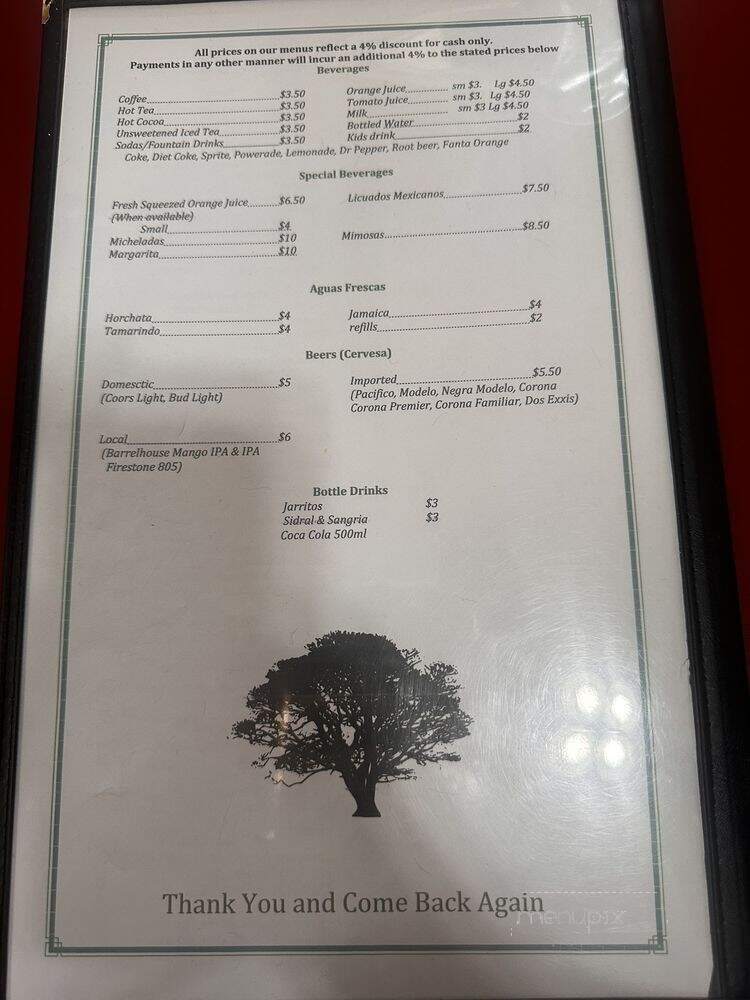 All prices on our menus reflect a 4% discount for cash only.
Payments in any other manner will incur an additional 4% to the stated prices below
Beverages
Coffee $3.50
Hot Tea $3.50
Hot Cocoa $3.50
Unsweetened Iced Tea $3.50
Sodas/Fountain Drinks $3.50
Orange Juice sm $3. Lg $4.50
Tomato Juice sm $3. Lg $4.50
Milk sm $3 Lg $4.50
Bottled Water $2
Kids drink $2
Coke, Diet Coke, Sprite, Powerade, Lemonade, Dr Pepper, Root beer, Fanta Orange
Special Beverages
Fresh Squeezed Orange Juice $6.50
(When available)
Small $4
Micheladas $10
Margarita $10
Licuados Mexicanos $7.50
Mimosas $8.50
Aguas Frescas
Horchata $4
Tamarindo $4
Jamaica $4
refills $2
Beers (Cervesa)
Domesctic $5
(Coors Light, Bud Light)
Imported $5.50
(Pacifico, Modelo, Negra Modelo, Corona
Corona Premier, Corona Familiar, Dos Exxis)
Local $6
(Barrelhouse Mango IPA & IPA
Firestone 805)
Bottle Drinks
Jarritos $3
Sidral & Sangria $3
Coca Cola 500ml
Thank You and Come Back Again
menupix